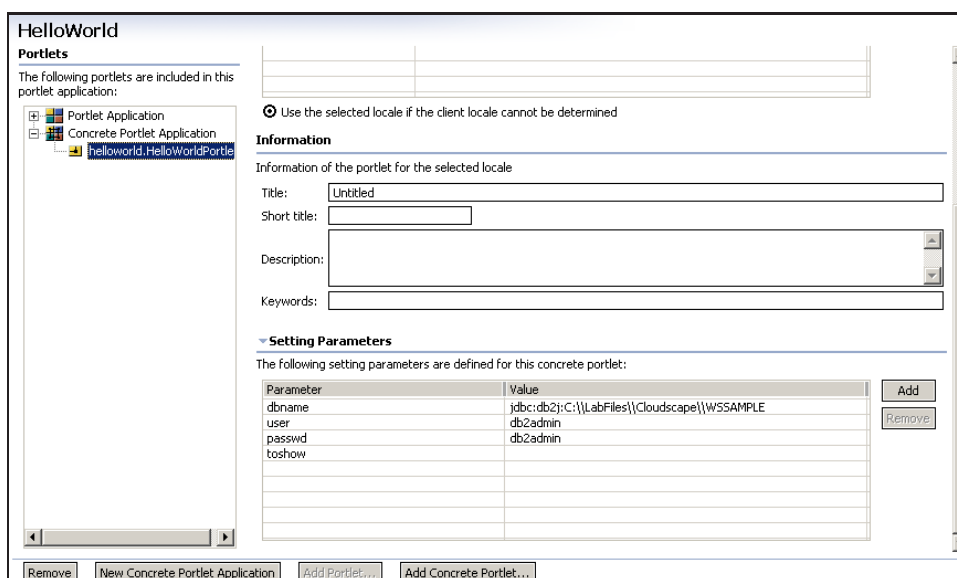 HelloWorld
Portlets
The following portlets are included in this
portlet application:
Portlet Application
Concrete Portlet Application
helloworld.HelloWorldPortle
Use the selected locale if the client locale cannot be determined
Information
Information of the portlet for the selected locale
Title: Untitled
Short title:
Description:
Keywords:
Setting Parameters
The following setting parameters are defined for this concrete portlet:
Parameter Value
dbname jdbc:db2j:C:\\LabFiles\\Cloudscape\\WSSAMPLE
user db2admin
passwd db2admin
toshow
Add
Remove
Remove New Concrete Portlet Application Add Portlet... Add Concrete Portlet...